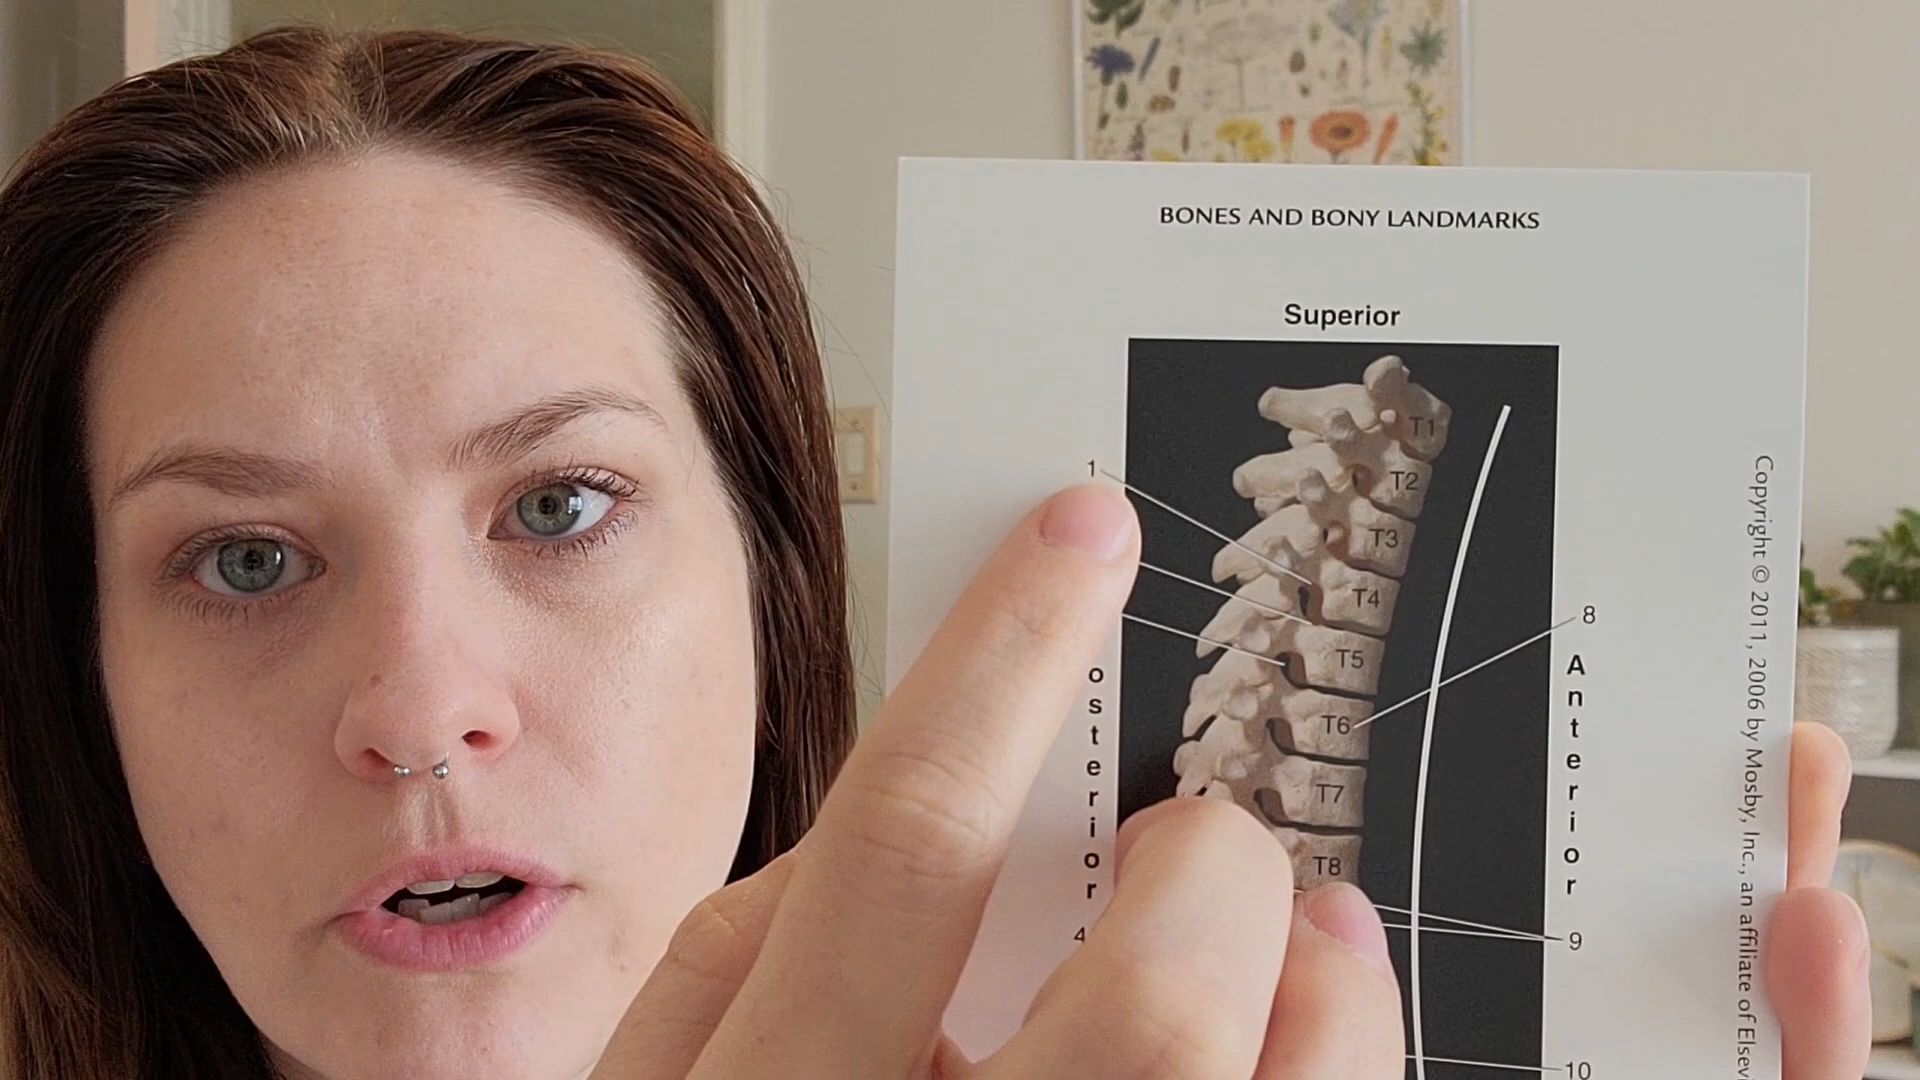 BONES AND BONY LANDMARKS
Superior
1
T1
T2
T3
T4
T5
T6
T7
T8
8
Anterior
osterior
4
9
10
Copyright © 2011, 2006 by Mosby, Inc., an affiliate of Elsevi